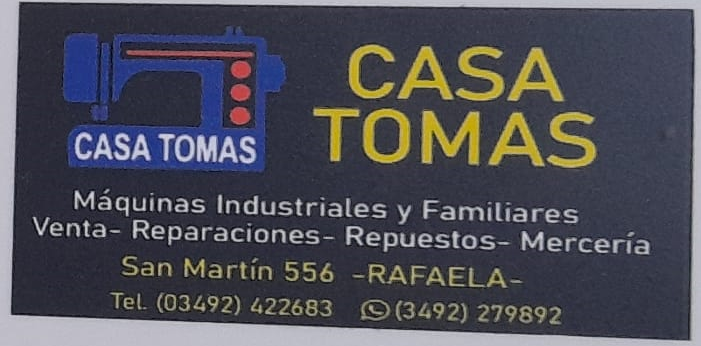 CASA TOMAS
CASA
TOMAS
Máquinas Industriales y Familiares
Venta- Reparaciones- Repuestos- Mercería
San Martín 556 -RAFAELA-
Tel. (03492) 422683 (3492) 279892